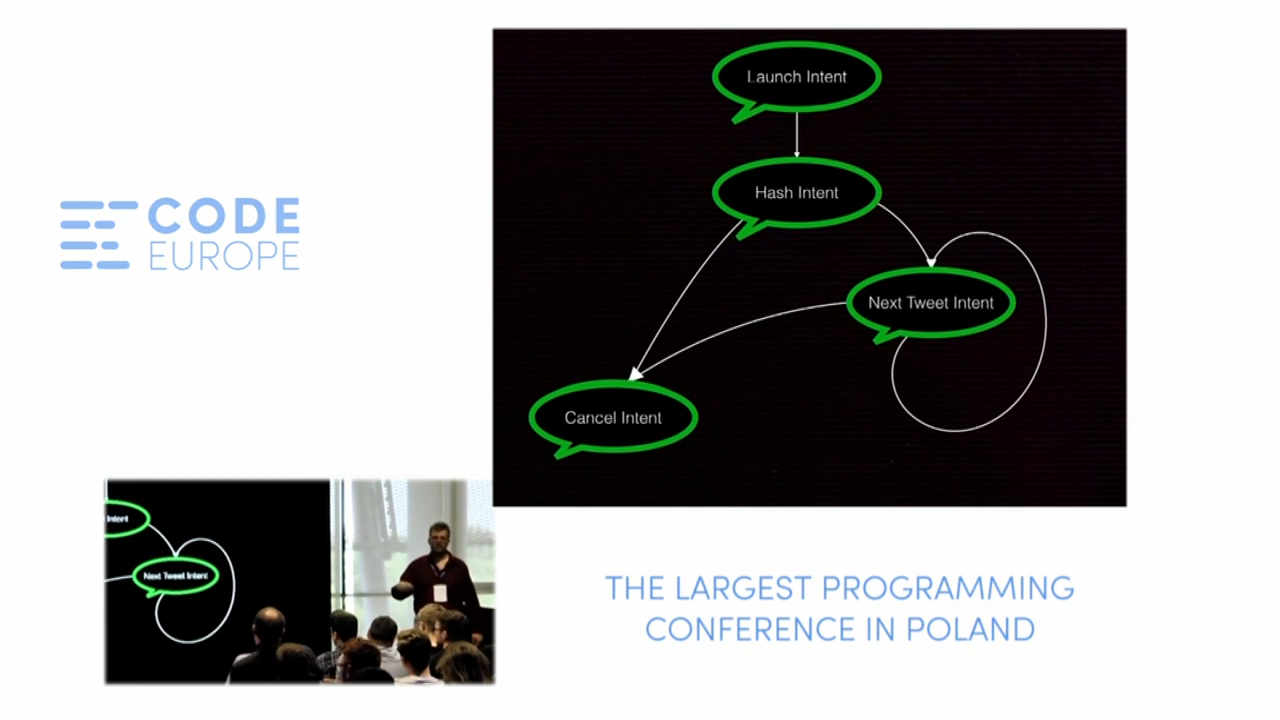 CODE
EUROPE
Launch Intent
Hash Intent
Next Tweet Intent
Cancel Intent
Intent
Next Tweet Intent
THE LARGEST PROGRAMMING
CONFERENCE IN POLAND